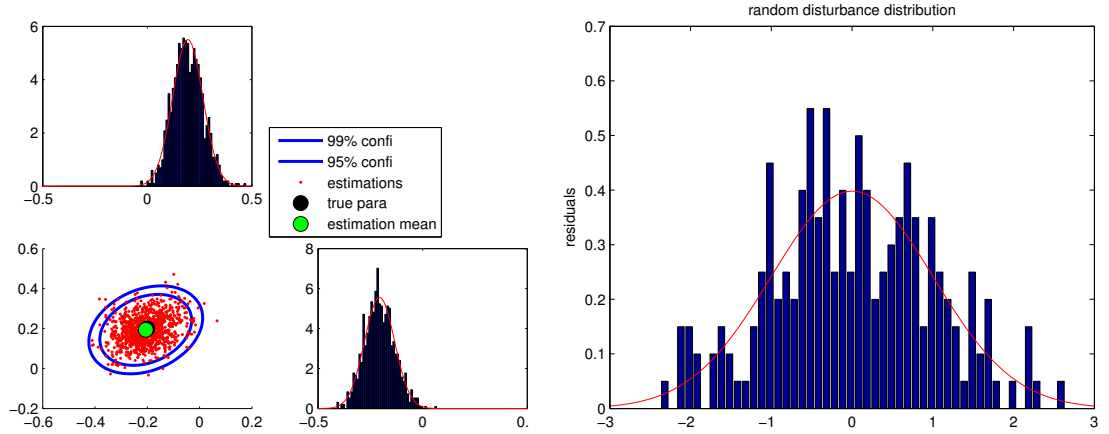 6
4
2
0
−0.5 0 0.5
99% confi
95% confi
estimations
true para
estimation mean
0.6
0.4
0.2
0
−0.2
−0.6 −0.4 −0.2 0 0.2
8
6
4
2
0
−0.5 0 0.
random disturbance distribution
residuals
0.7
0.6
0.5
0.4
0.3
0.2
0.1
0
−3 −2 −1 0 1 2 3